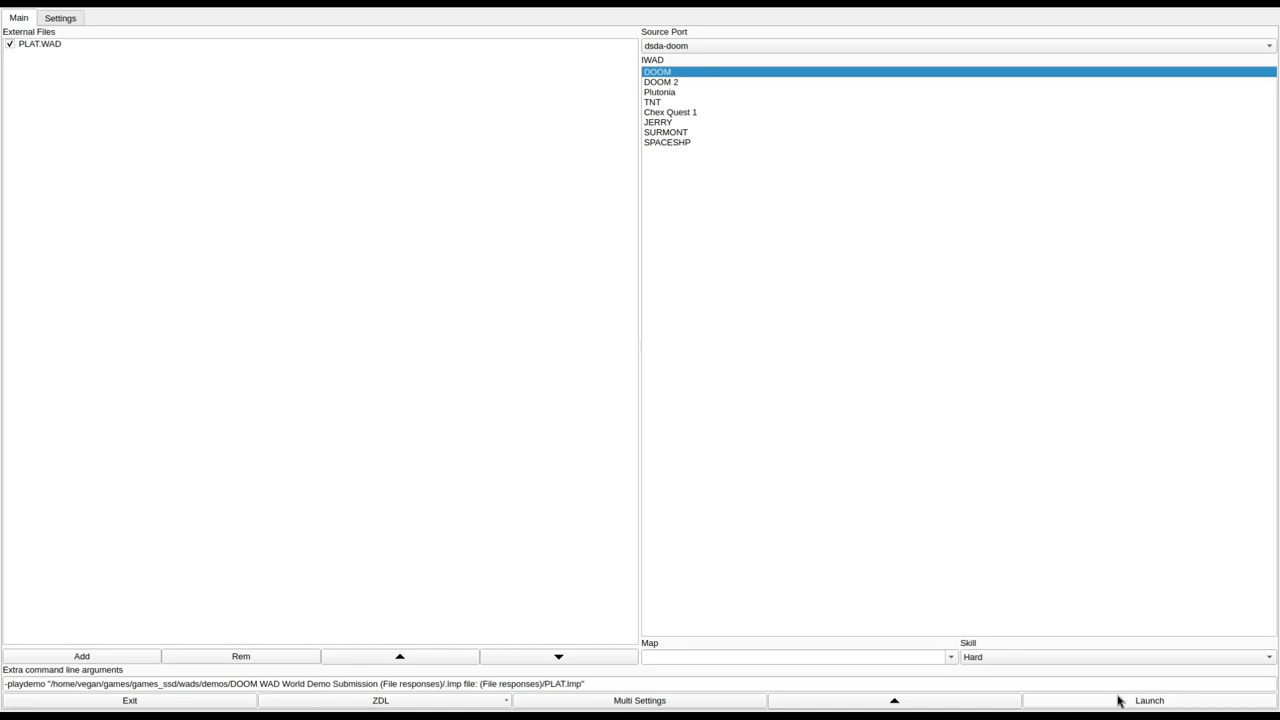 Main Settings
External Files
PLAT.WAD
Source Port
dsda-doom
IWAD
DOOM
DOOM 2
Plutonia
TNT
Chex Quest 1
JERRY
SURMONT
SPACESHP
Map Skill
Hard
Add Rem
Extra command line arguments
-playdemo "/home/vegan/games/games_ssd/wads/demos/DOOM WAD World Demo Submission (File responses)/.lmp file: (File responses)/PLAT.lmp"
Exit ZDL Multi Settings Launch